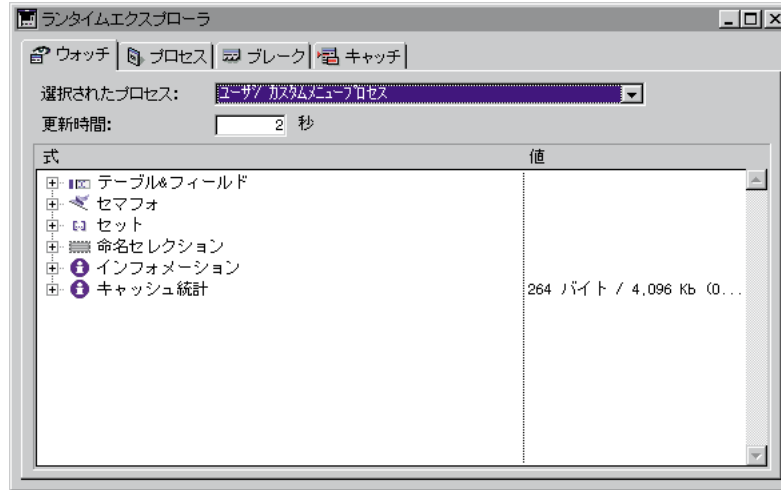 ランタイムエクスプローラ
ウォッチ プロセス ブレーク キャッチ
選択されたプロセス: ユーザ/ カスタムメニュープロセス
更新時間: 2 秒
式 値
テーブル&フィールド
セマフォ
セット
命名セレクション
インフォメーション
キャッシュ統計 264 バイト / 4,096 Kb (0...